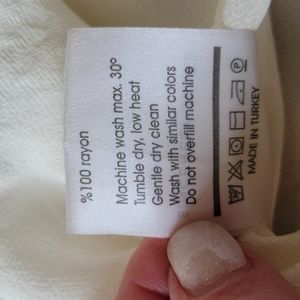 %100 rayon
Machine wash max. 30°
Tumble dry, low heat
Gentle dry clean
Wash with similar colors
Do not overfill machine
MADE IN TURKEY